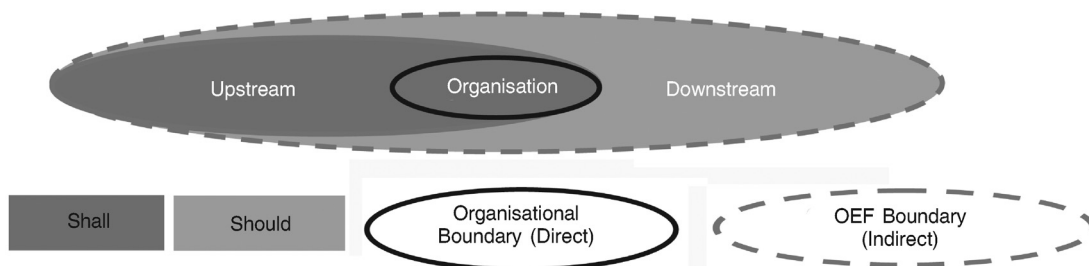 Upstream
Organisation
Downstream
Shall
Should
Organisational
Boundary (Direct)
OEF Boundary
(Indirect)